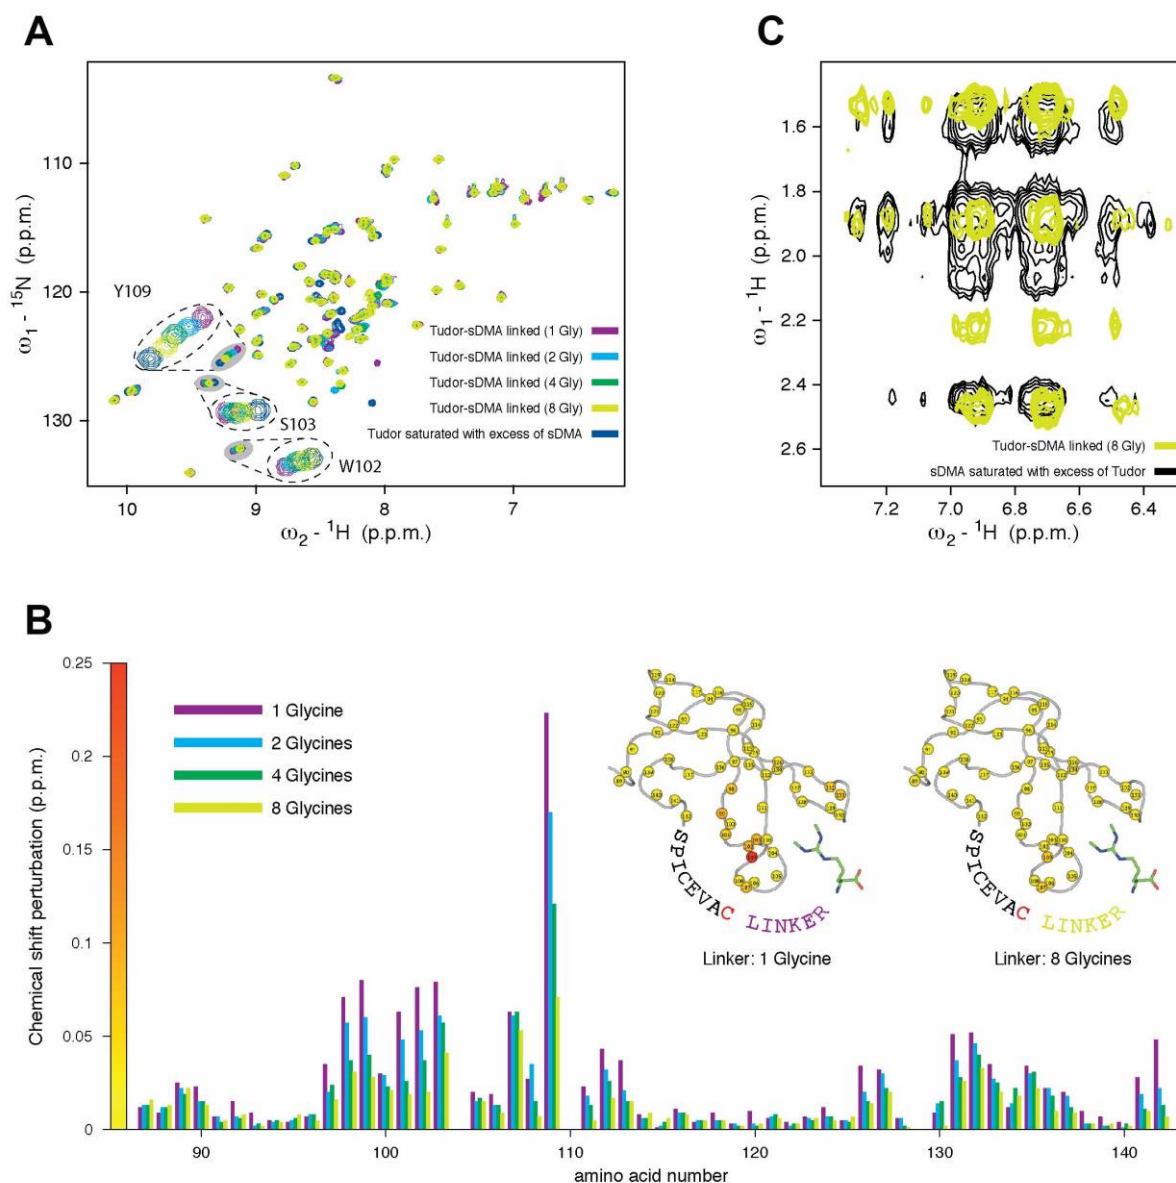 A
110
120
130
ω1 - 15N (p.p.m.)
Y109
S103
W102
Tudor-sDMA linked (1 Gly)
Tudor-sDMA linked (2 Gly)
Tudor-sDMA linked (4 Gly)
Tudor-sDMA linked (8 Gly)
Tudor saturated with excess of sDMA
10 9 8 7
ω2 - 1H (p.p.m.)
C
1.6
1.8
2.0
2.2
2.4
2.6
ω1 - 1H (p.p.m.)
Tudor-sDMA linked (8 Gly)
sDMA saturated with excess of Tudor
7.2 7.0 6.8 6.6 6.4
ω2 - 1H (p.p.m.)
B
0.25
0.2
0.15
0.1
0.05
0
Chemical shift perturbation (p.p.m.)
1 Glycine
2 Glycines
4 Glycines
8 Glycines
SPICEVAC LINKER
Linker: 1 Glycine
SPICEVAC LINKER
Linker: 8 Glycines
90 100 110 120 130 140
amino acid number